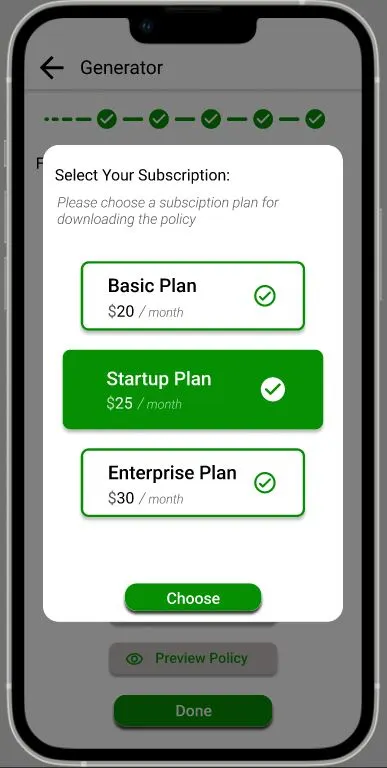 Generator
F
Select Your Subscription:
Please choose a subsciption plan for
downloading the policy
Basic Plan
$20 / month
Startup Plan
$25 / month
Enterprise Plan
$30 / month
Choose
Preview Policy
Done